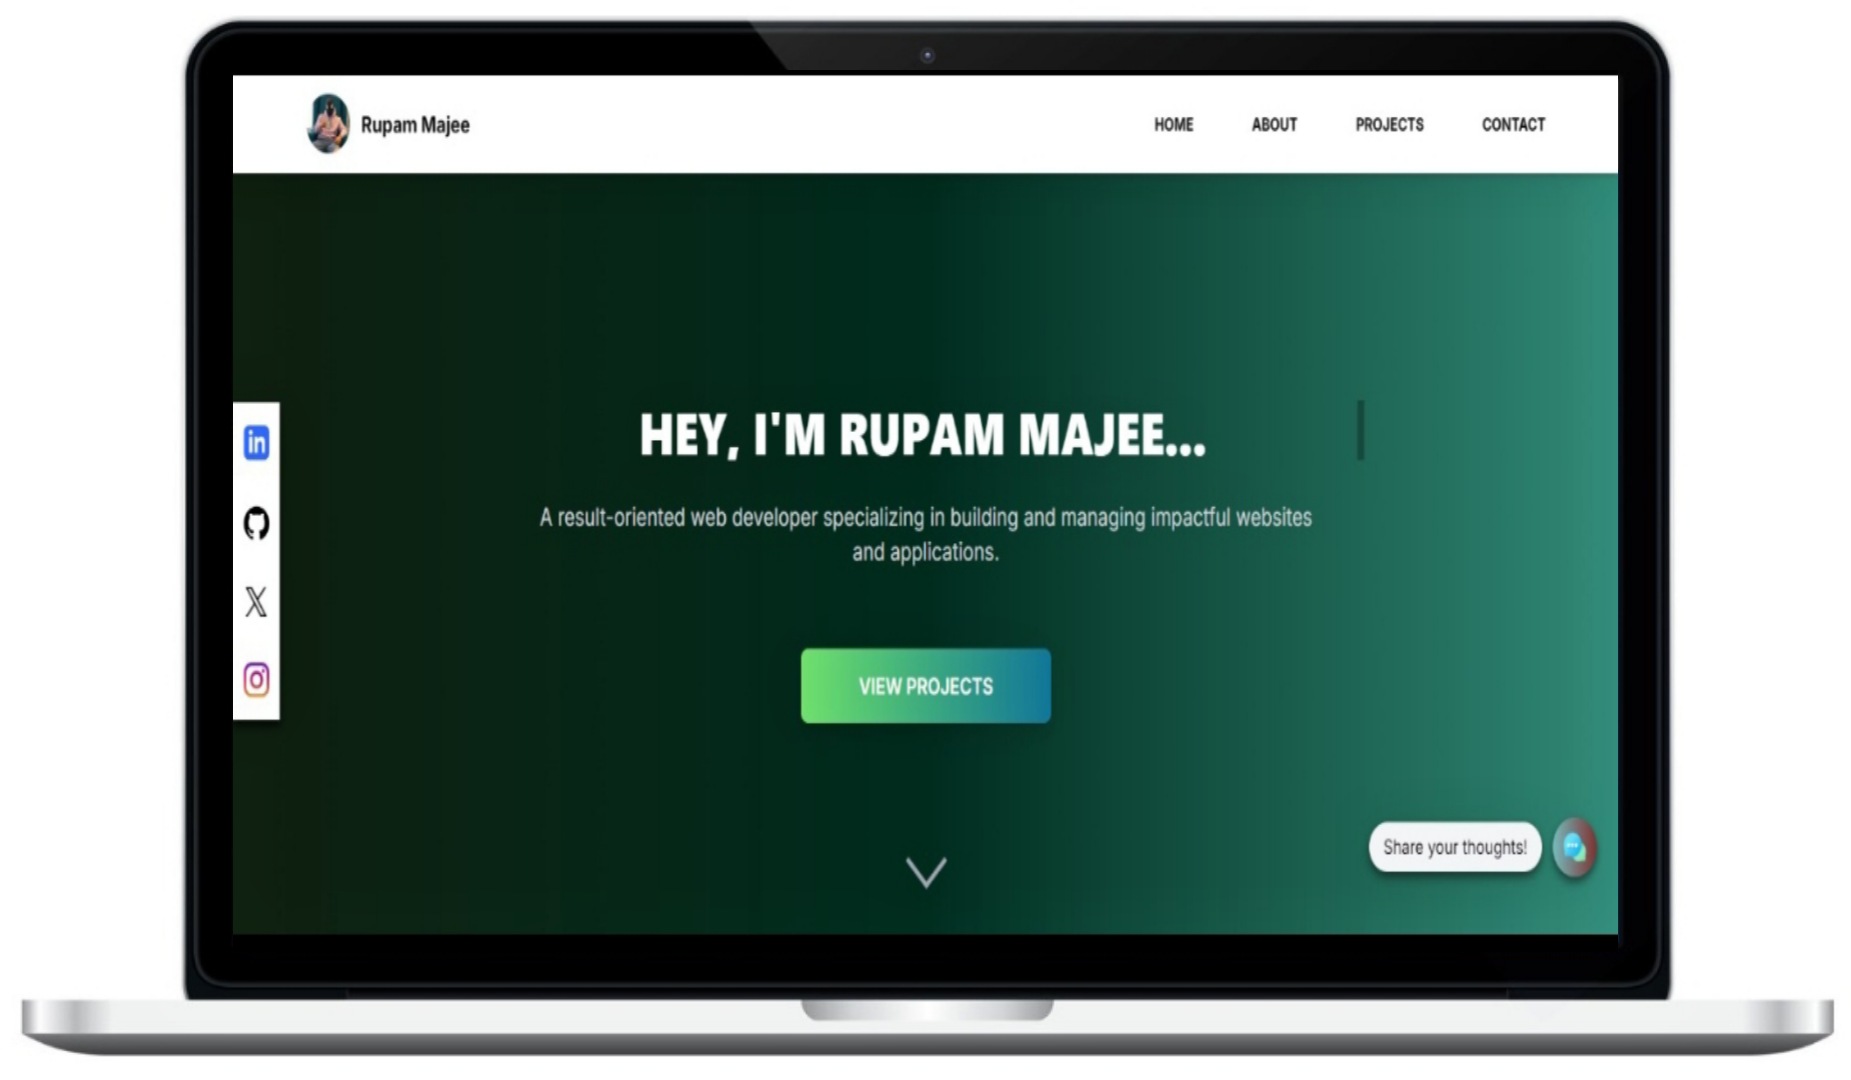 Rupam Majee
HOME ABOUT PROJECTS CONTACT
HEY, I'M RUPAM MAJEE...
A result-oriented web developer specializing in building and managing impactful websites
and applications.
in
X
VIEW PROJECTS
Share your thoughts!